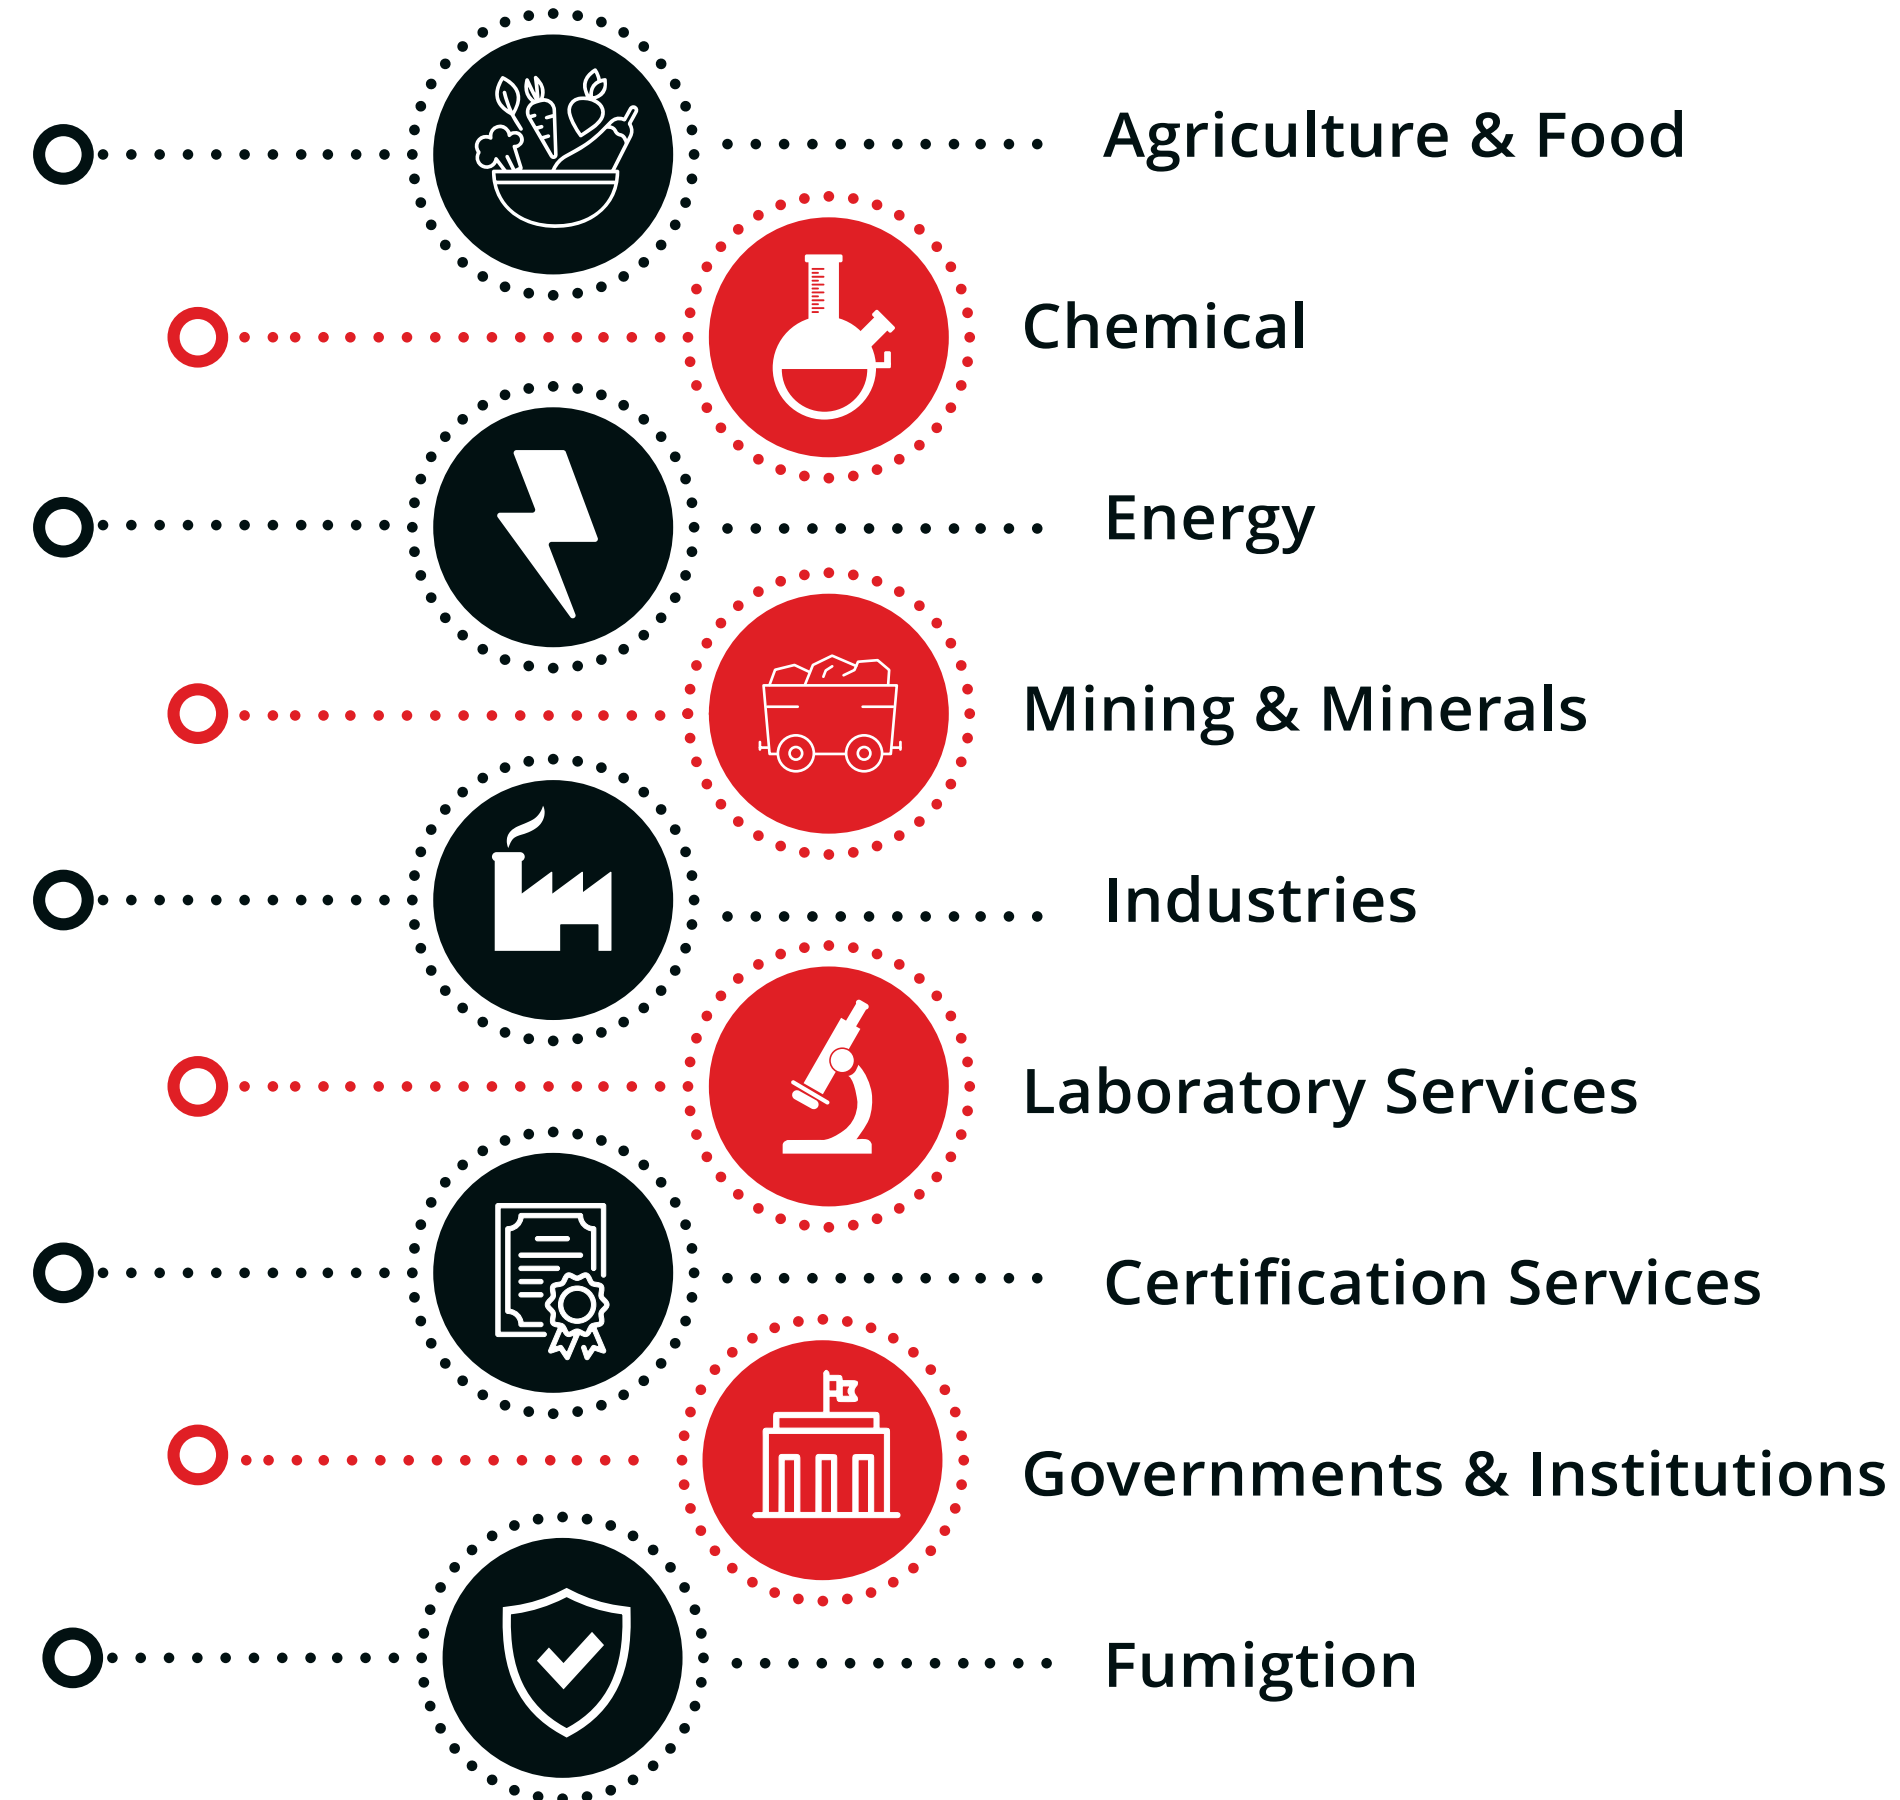 Agriculture & Food
Chemical
Energy
Mining & Minerals
Industries
Laboratory Services
Certification Services
Governments & Institutions
Fumigtion